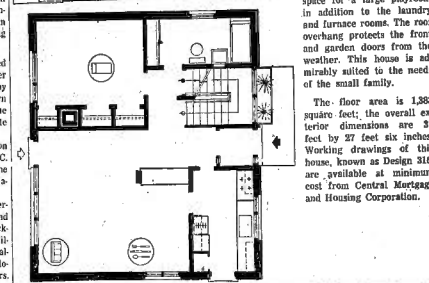 space for a large playroom
in addition to the laundry
and furnace rooms. The roof
overhang protects the front
and garden doors from the
weather. This house is ad-
mirably suited to the needs
of the small family.
The floor area is 1,38
square feet; the overall ex-
terior dimensions are 3
feet by 27 feet six inches.
Working drawings of this
house, known as Design 316
are available at minimum
cost from Central Mortgage
and Housing Corporation.